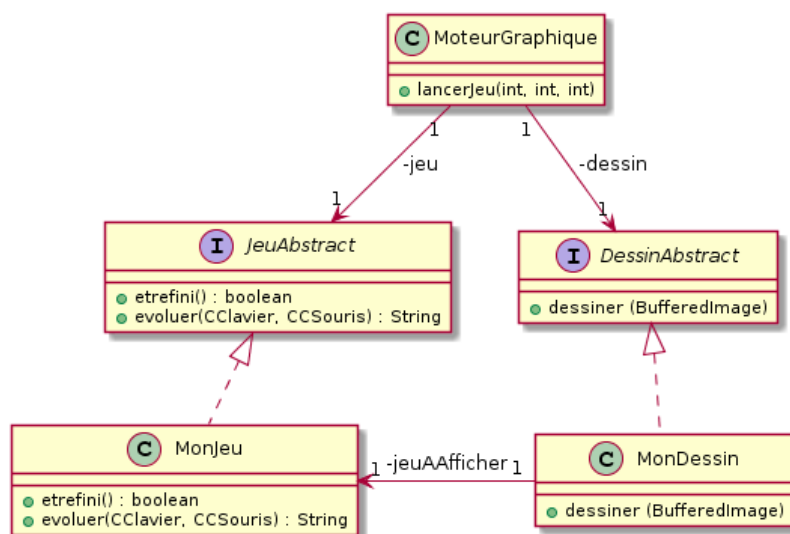 C MoteurGraphique
lancerJeu(int, int, int)
1 1
-jeu -dessin
1 1
I JeuAbstract
etrefini() : boolean
evoluer(CClavier, CCSouris) : String
I DessinAbstract
dessiner (BufferedImage)
C MonJeu
etrefini() : boolean
evoluer(CClavier, CCSouris) : String
1 -jeuAAfficher 1
C MonDessin
dessiner (BufferedImage)